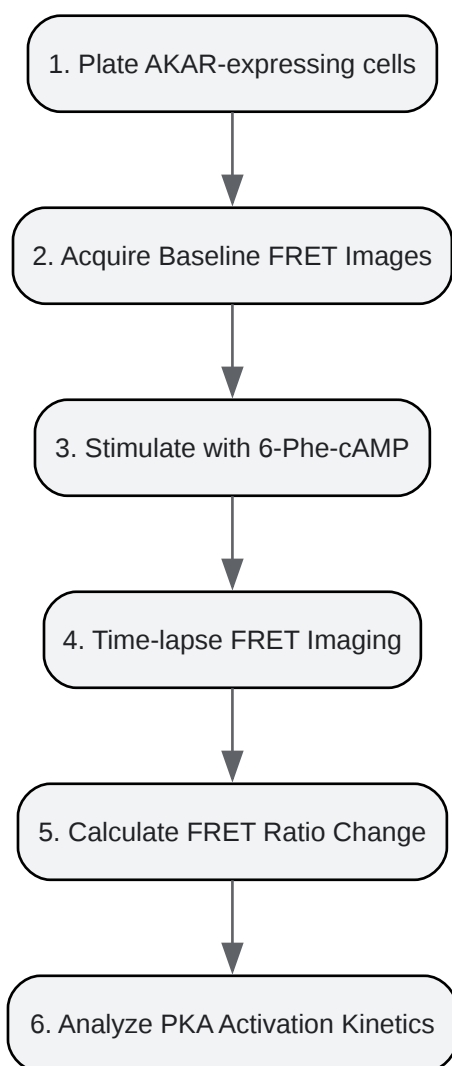 1. Plate AKAR-expressing cells
2. Acquire Baseline FRET Images
3. Stimulate with 6-Phe-cAMP
4. Time-lapse FRET Imaging
5. Calculate FRET Ratio Change
6. Analyze PKA Activation Kinetics